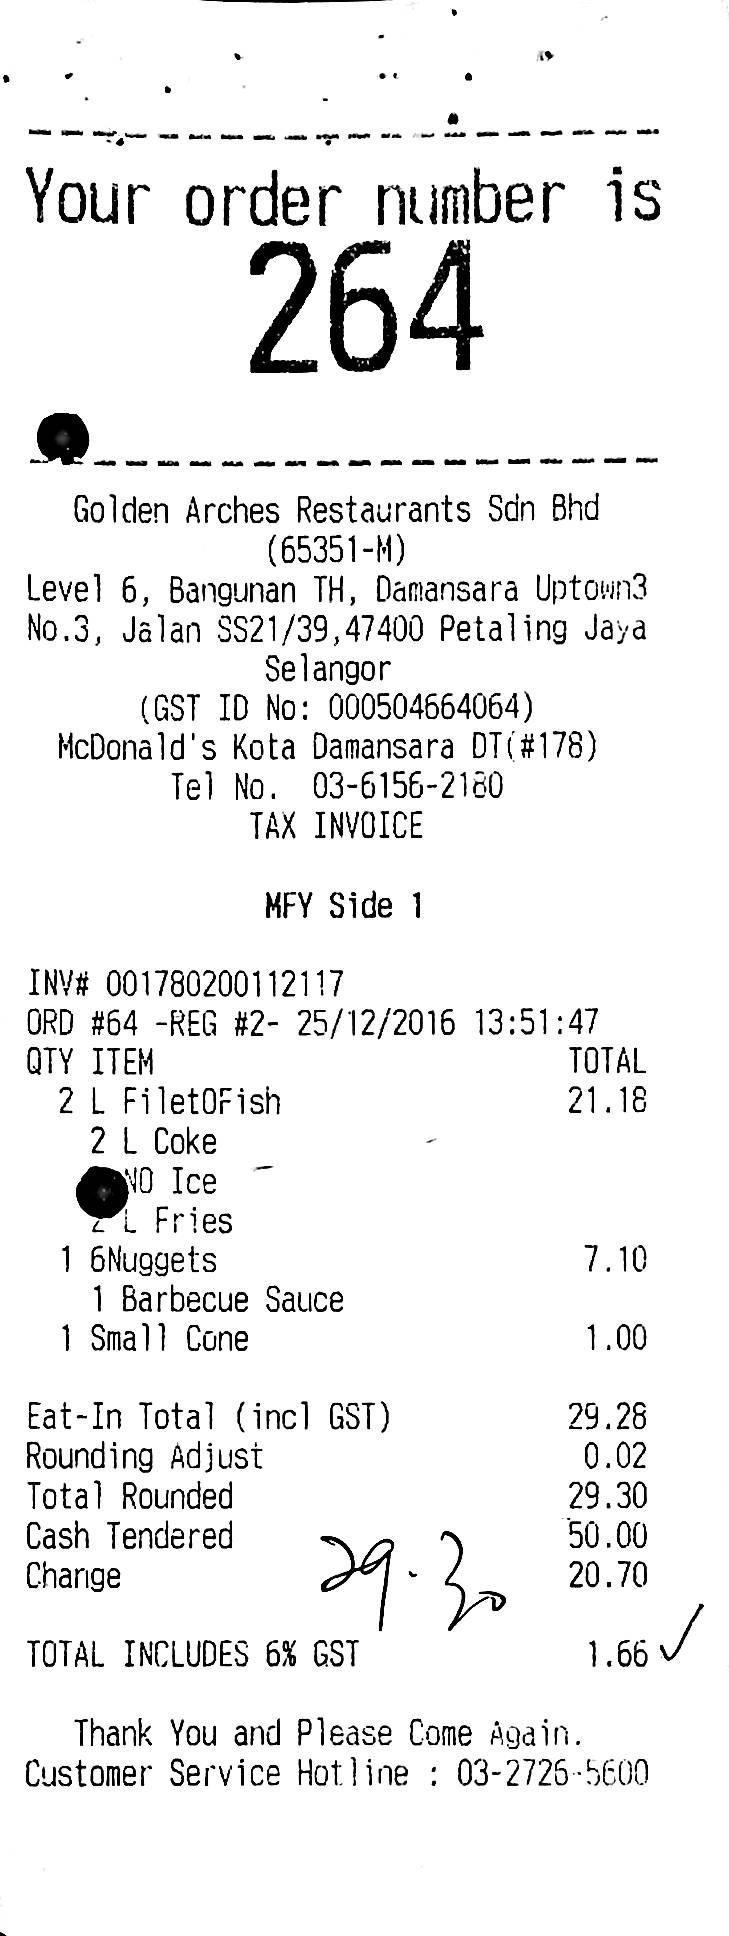 Your order number is
264
Golden Arches Restaurants Sdn Bhd
(65351-M)
Level 6, Bangunan TH, Damansara Uptown3
No.3, Jalan SS21/39,47400 Petaling Jaya
Selangor
(GST ID No: 000504664064)
McDonald's Kota Damansara DT(#178)
Tel No. 03-6156-2180
TAX INVOICE
MFY Side 1
INV# 001780200112117
ORD #64 -REG #2- 25/12/2016 13:51:47
QTY ITEM TOTAL
2 L FiletOFish 21.18
2 L Coke
NO Ice
2 L Fries
1 6Nuggets 7.10
1 Barbecue Sauce
1 Small Cone 1.00
Eat-In Total (incl GST) 29.28
Rounding Adjust 0.02
Total Rounded 29.30
Cash Tendered 50.00
Change 20.70
29.30
TOTAL INCLUDES 6% GST 1.66
Thank You and Please Come Again.
Customer Service Hotline : 03-2726-5600